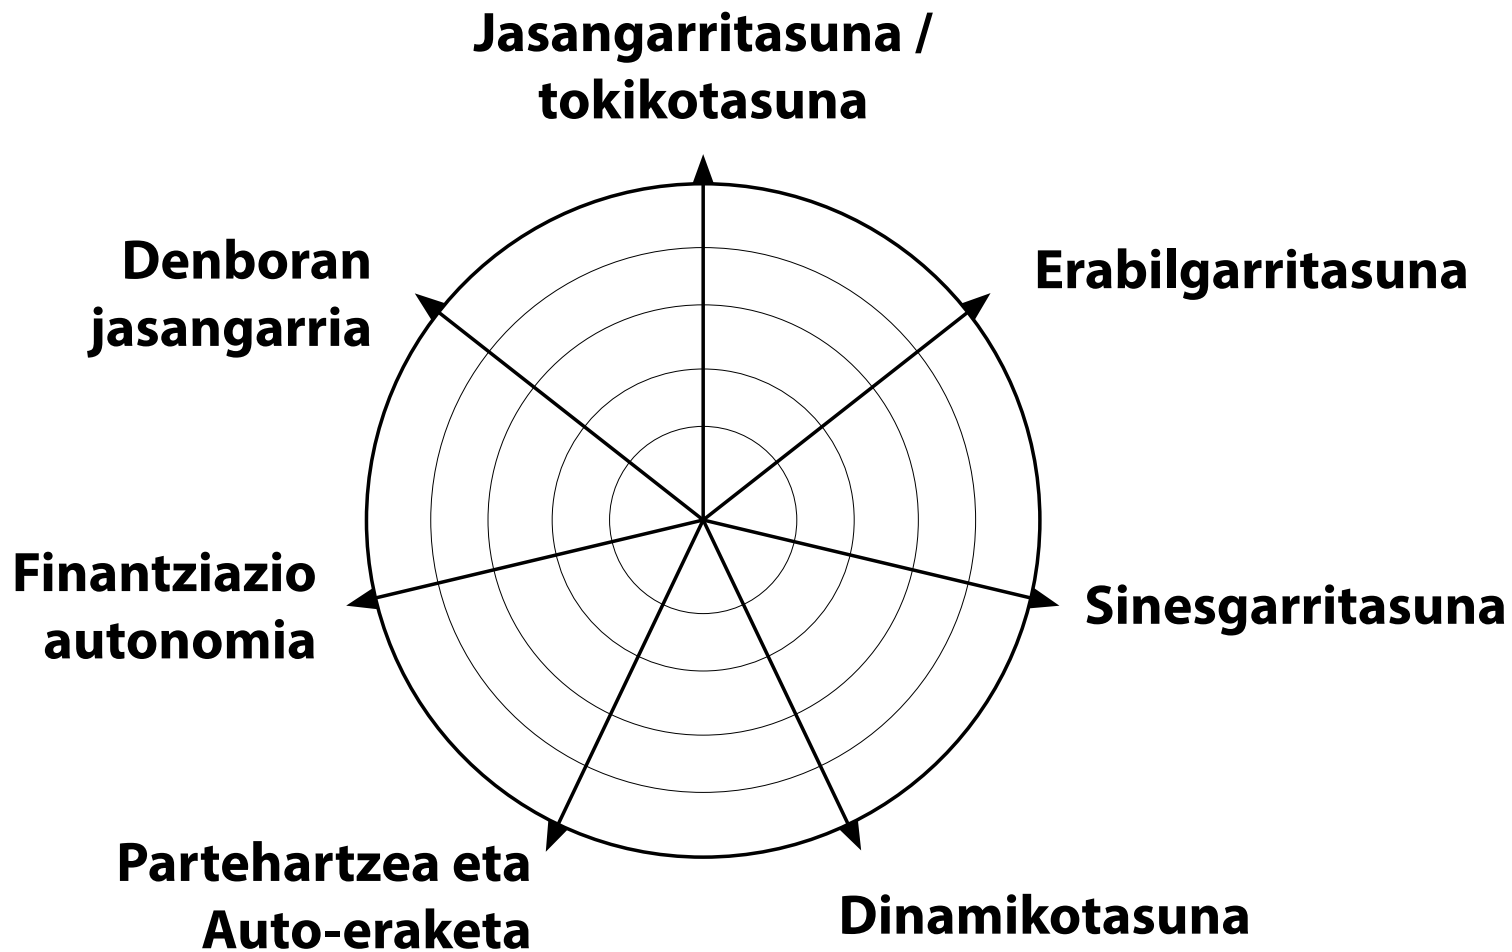 Jasangarritasuna /
tokikotasuna
Denboran
jasangarria
Erabilgarritasuna
Finantziazio
autonomia
Sinesgarritasuna
Partehartzea eta
Auto-eraketa
Dinamikotasuna